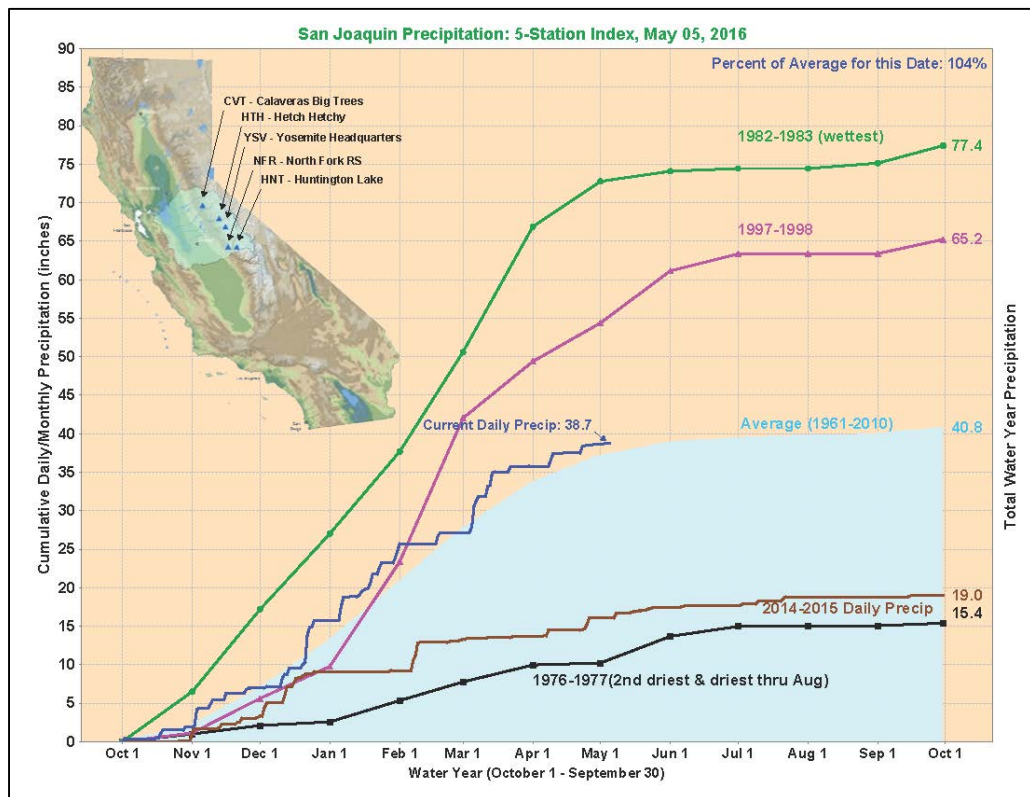 San Joaquin Precipitation: 5-Station Index, May 05, 2016
Percent of Average for this Date: 104%
Cumulative Daily/Monthly Precipitation (inches)
90
85
80
75
70
65
60
55
50
45
40
35
30
25
20
15
10
5
0
CVT - Calaveras Big Trees
HTH - Hetch Hetchy
YSV - Yosemite Headquarters
NFR - North Fork RS
HNT - Huntington Lake
1982-1983 (wettest)
77.4
1997-1998
65.2
Current Daily Precip: 38.7
Average (1961-2010)
40.8
2014-2015 Daily Precip
19.0
15.4
1976-1977(2nd driest & driest thru Aug)
Total Water Year Precipitation
Oct 1 Nov 1 Dec 1 Jan 1 Feb 1 Mar 1 Apr 1 May 1 Jun 1 Jul 1 Aug 1 Sep 1 Oct 1
Water Year (October 1 - September 30)